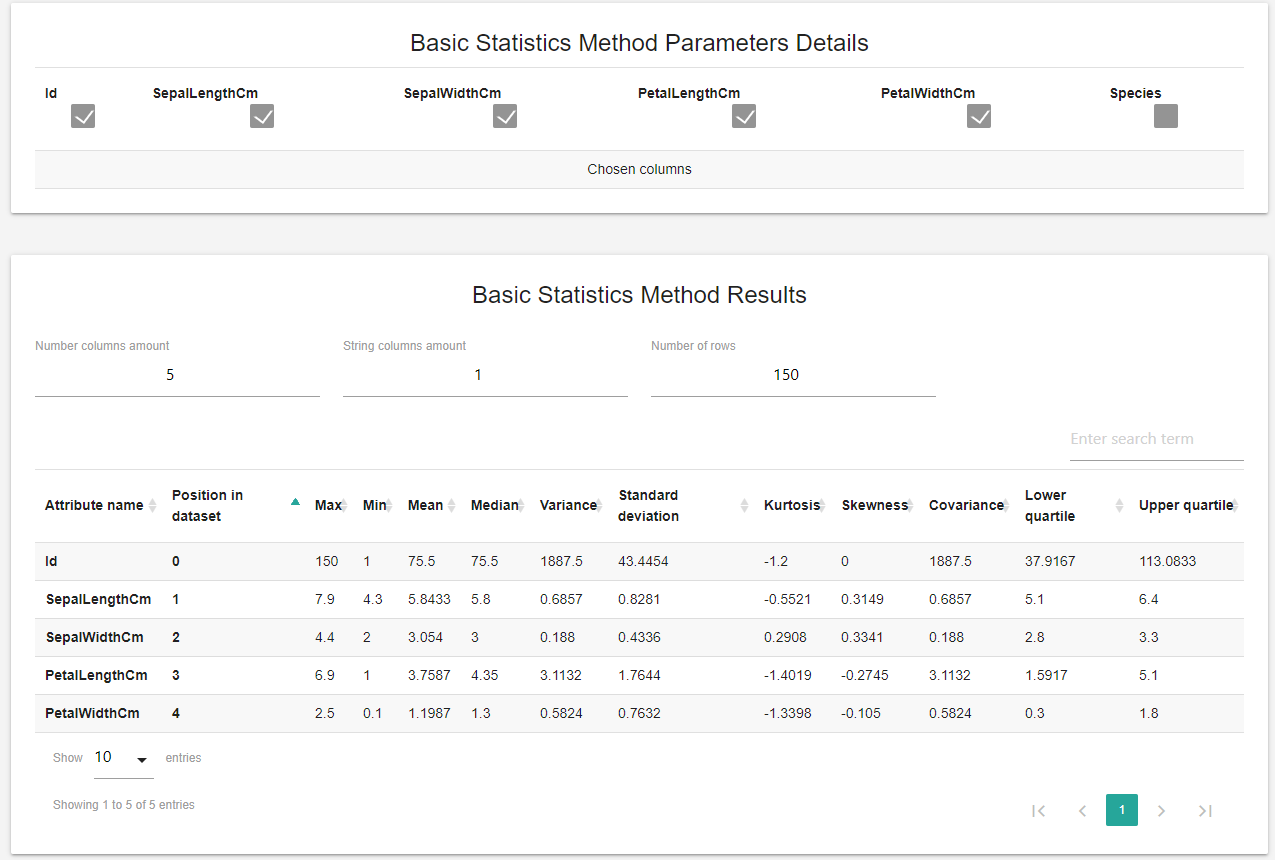 Basic Statistics Method Parameters Details
Id SepalLengthCm SepalWidthCm PetalLengthCm PetalWidthCm Species
Chosen columns
Basic Statistics Method Results
Number columns amount String columns amount Number of rows
5 1 150
Enter search term
Attribute name Position in dataset Max Min Mean Median Variance Standard deviation Kurtosis Skewness Covariance Lower quartile Upper quartile
Id 0 150 1 75.5 75.5 1887.5 43.4454 -1.2 0 1887.5 37.9167 113.0833
SepalLengthCm 1 7.9 4.3 5.8433 5.8 0.6857 0.8281 -0.5521 0.3149 0.6857 5.1 6.4
SepalWidthCm 2 4.4 2 3.054 3 0.188 0.4336 0.2908 0.3341 0.188 2.8 3.3
PetalLengthCm 3 6.9 1 3.7587 4.35 3.1132 1.7644 -1.4019 -0.2745 3.1132 1.5917 5.1
PetalWidthCm 4 2.5 0.1 1.1987 1.3 0.5824 0.7632 -1.3398 -0.105 0.5824 0.3 1.8
Show 10 entries
Showing 1 to 5 of 5 entries
1